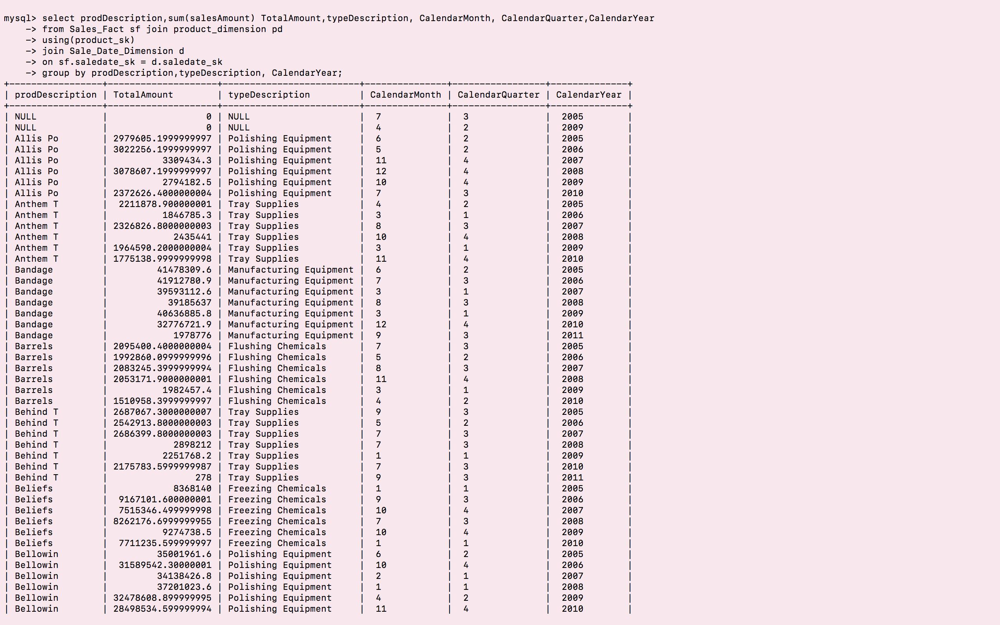 mysql> select prodDescription,sum(salesAmount) TotalAmount,typeDescription, CalendarMonth, CalendarQuarter,CalendarYear
    -> from Sales_Fact sf join product_dimension pd
    -> using(product_sk)
    -> join Sale_Date_Dimension d
    -> on sf.saledate_sk = d.saledate_sk
    -> group by prodDescription,typeDescription, CalendarYear;
+-----------------+--------------------+-------------------------+---------------+-----------------+--------------+
| prodDescription | TotalAmount        | typeDescription         | CalendarMonth | CalendarQuarter | CalendarYear |
+-----------------+--------------------+-------------------------+---------------+-----------------+--------------+
| NULL            |                  0 | NULL                    |  7            |  3              |  2005        |
| NULL            |                  0 | NULL                    |  4            |  2              |  2009        |
| Allis Po        | 2979605.1999999997 | Polishing Equipment     |  6            |  2              |  2005        |
| Allis Po        | 3022256.1999999997 | Polishing Equipment     |  5            |  2              |  2006        |
| Allis Po        |          3309434.3 | Polishing Equipment     |  11           |  4              |  2007        |
| Allis Po        | 3078607.1999999997 | Polishing Equipment     |  12           |  4              |  2008        |
| Allis Po        |          2794182.5 | Polishing Equipment     |  10           |  4              |  2009        |
| Allis Po        | 2372626.4000000004 | Polishing Equipment     |  7            |  3              |  2010        |
| Anthem T        |  2211878.900000001 | Tray Supplies           |  4            |  2              |  2005        |
| Anthem T        |          1846785.3 | Tray Supplies           |  3            |  1              |  2006        |
| Anthem T        | 2326826.8000000003 | Tray Supplies           |  8            |  3              |  2007        |
| Anthem T        |            2435441 | Tray Supplies           |  10           |  4              |  2008        |
| Anthem T        | 1964590.2000000004 | Tray Supplies           |  3            |  1              |  2009        |
| Anthem T        | 1775138.9999999998 | Tray Supplies           |  11           |  4              |  2010        |
| Bandage         |         41478309.6 | Manufacturing Equipment |  6            |  2              |  2005        |
| Bandage         |         41912780.9 | Manufacturing Equipment |  7            |  3              |  2006        |
| Bandage         |         39593112.6 | Manufacturing Equipment |  3            |  1              |  2007        |
| Bandage         |           39185637 | Manufacturing Equipment |  8            |  3              |  2008        |
| Bandage         |         40636885.8 | Manufacturing Equipment |  3            |  1              |  2009        |
| Bandage         |         32776721.9 | Manufacturing Equipment |  12           |  4              |  2010        |
| Bandage         |            1978776 | Manufacturing Equipment |  9            |  3              |  2011        |
| Barrels         | 2095400.4000000004 | Flushing Chemicals      |  7            |  3              |  2005        |
| Barrels         | 1992860.0999999996 | Flushing Chemicals      |  5            |  2              |  2006        |
| Barrels         | 2083245.3999999994 | Flushing Chemicals      |  8            |  3              |  2007        |
| Barrels         | 2053171.9000000001 | Flushing Chemicals      |  11           |  4              |  2008        |
| Barrels         |          1982457.4 | Flushing Chemicals      |  3            |  1              |  2009        |
| Barrels         | 1510958.3999999997 | Flushing Chemicals      |  4            |  2              |  2010        |
| Behind T        | 2687067.3000000007 | Tray Supplies           |  9            |  3              |  2005        |
| Behind T        | 2542913.8000000003 | Tray Supplies           |  5            |  2              |  2006        |
| Behind T        | 2686399.8000000003 | Tray Supplies           |  7            |  3              |  2007        |
| Behind T        |            2898212 | Tray Supplies           |  7            |  3              |  2008        |
| Behind T        |          2251768.2 | Tray Supplies           |  1            |  1              |  2009        |
| Behind T        | 2175783.5999999987 | Tray Supplies           |  7            |  3              |  2010        |
| Behind T        |                278 | Tray Supplies           |  9            |  3              |  2011        |
| Beliefs         |            8368140 | Freezing Chemicals      |  1            |  1              |  2005        |
| Beliefs         |  9167101.600000001 | Freezing Chemicals      |  9            |  3              |  2006        |
| Beliefs         |  7515346.499999998 | Freezing Chemicals      |  10           |  4              |  2007        |
| Beliefs         | 8262176.6999999955 | Freezing Chemicals      |  7            |  3              |  2008        |
| Beliefs         |          9274738.5 | Freezing Chemicals      |  10           |  4              |  2009        |
| Beliefs         |  7711235.599999997 | Freezing Chemicals      |  1            |  1              |  2010        |
| Bellowin        |         35001961.6 | Polishing Equipment     |  6            |  2              |  2005        |
| Bellowin        |  31589542.30000001 | Polishing Equipment     |  10           |  4              |  2006        |
| Bellowin        |         34138426.8 | Polishing Equipment     |  2            |  1              |  2007        |
| Bellowin        |         37201023.6 | Polishing Equipment     |  1            |  1              |  2008        |
| Bellowin        | 32478608.899999995 | Polishing Equipment     |  4            |  2              |  2009        |
| Bellowin        | 28498534.599999994 | Polishing Equipment     |  11           |  4              |  2010        |